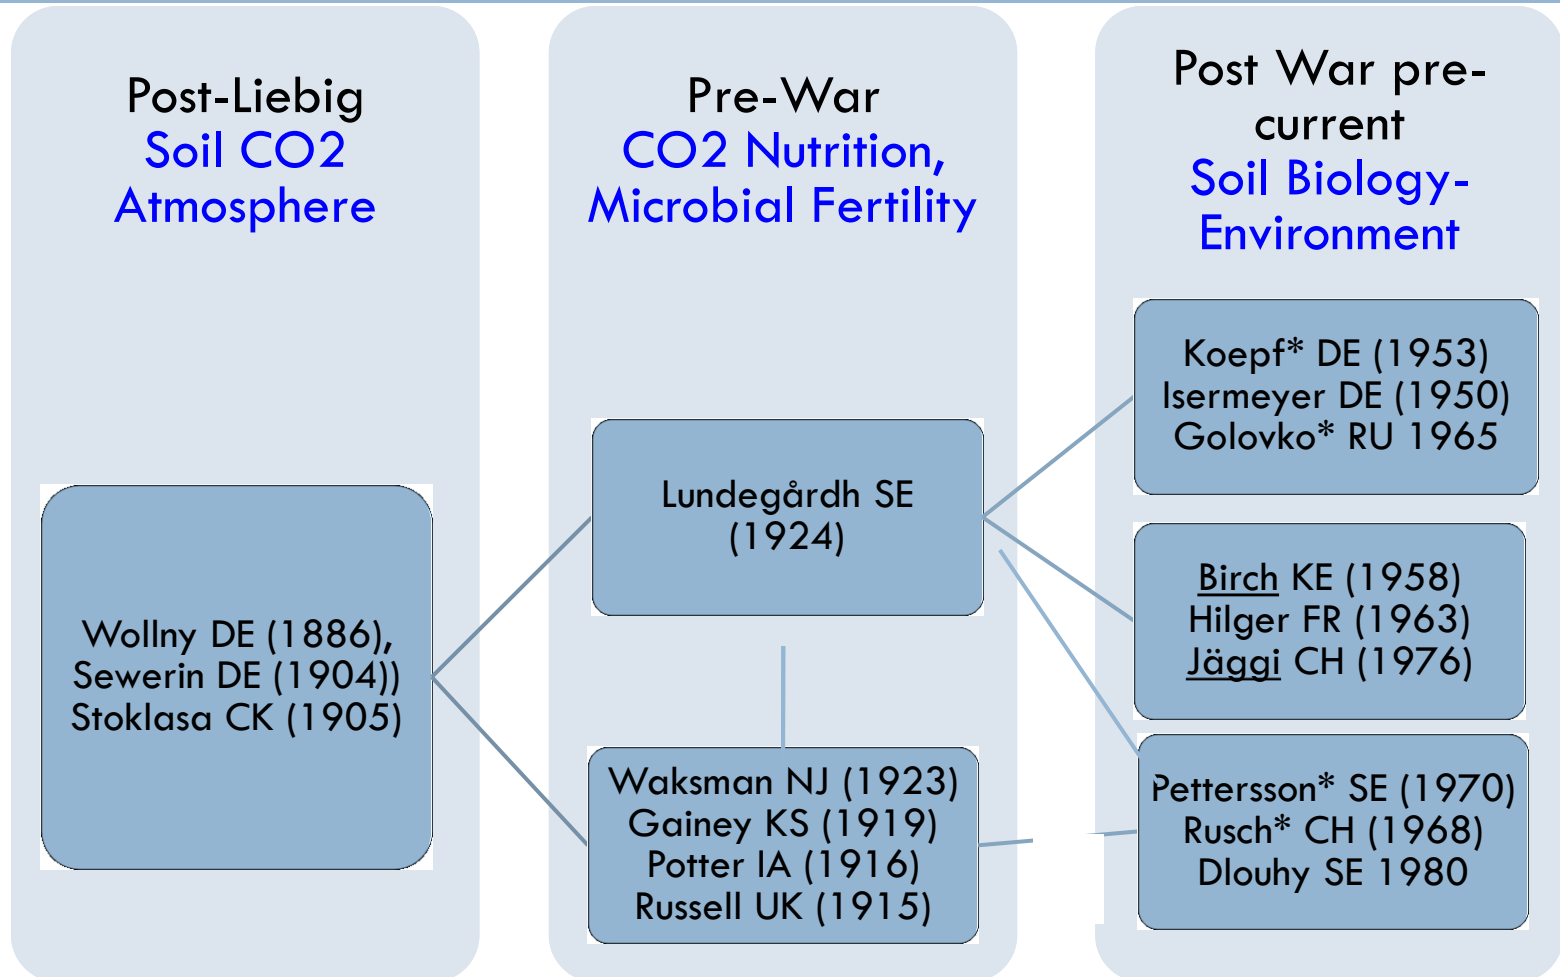 Post-Liebig
Soil CO2
Atmosphere
Wollny DE (1886),
Sewerin DE (1904))
Stoklasa CK (1905)
Pre-War
CO2 Nutrition,
Microbial Fertility
Lundegårdh SE
(1924)
Waksman NJ (1923)
Gainey KS (1919)
Potter IA (1916)
Russell UK (1915)
Post War pre-
current
Soil Biology-
Environment
Koepf* DE (1953)
Isermeyer DE (1950)
Golovko* RU 1965
Birch KE (1958)
Hilger FR (1963)
Jäggi CH (1976)
Pettersson* SE (1970)
Rusch* CH (1968)
Dlouhy SE 1980